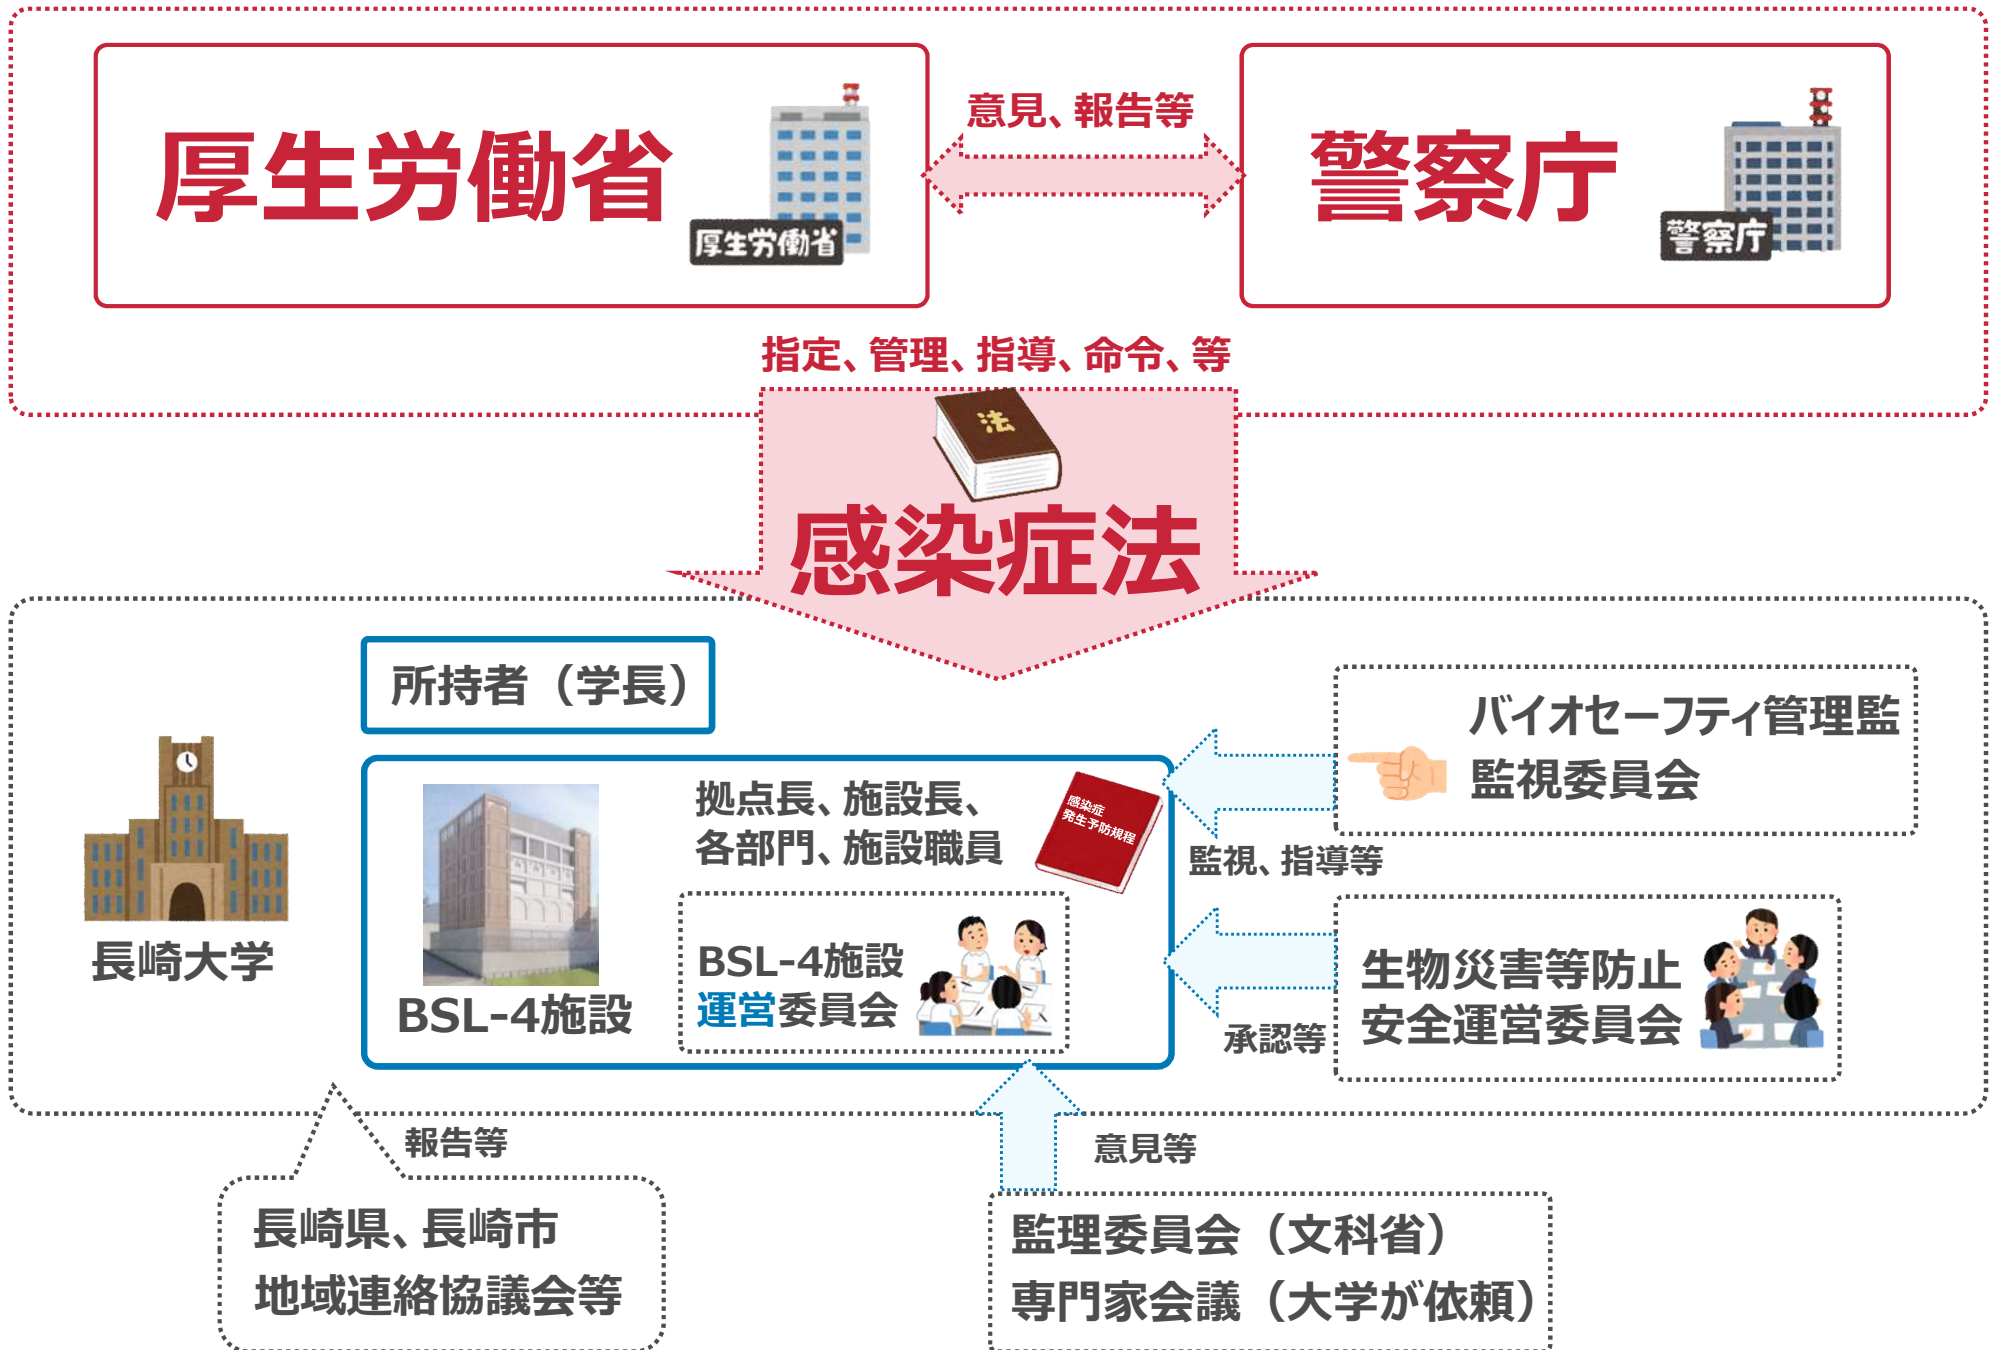 厚生労働省
厚生労働省
意見、報告等
警察庁
警察庁
指定、管理、指導、命令、等
法
感染症法
所持者（学長）
長崎大学
BSL-4施設
拠点長、施設長、
各部門、施設職員
感染症
発生予防規程
BSL-4施設
運営委員会
バイオセーフティ管理監
監視委員会
監視、指導等
生物災害等防止
安全運営委員会
承認等
報告等
長崎県、長崎市
地域連絡協議会等
意見等
監理委員会（文科省）
専門家会議（大学が依頼）